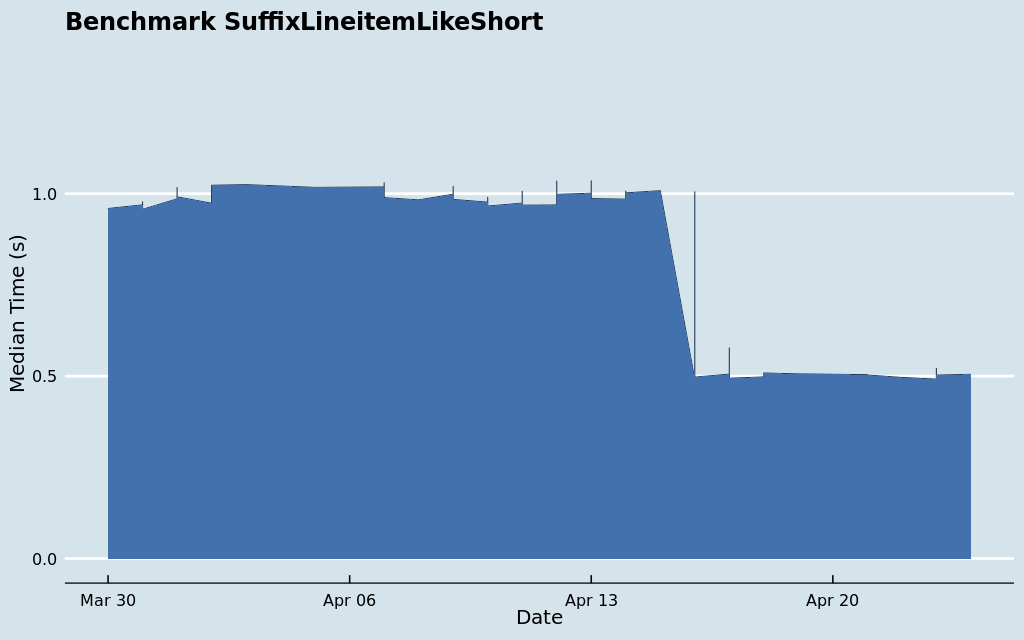 Benchmark SuffixLineitemLikeShort
Median Time (s)
1.0
0.5
0.0
Mar 30 Apr 06 Apr 13 Apr 20
Date